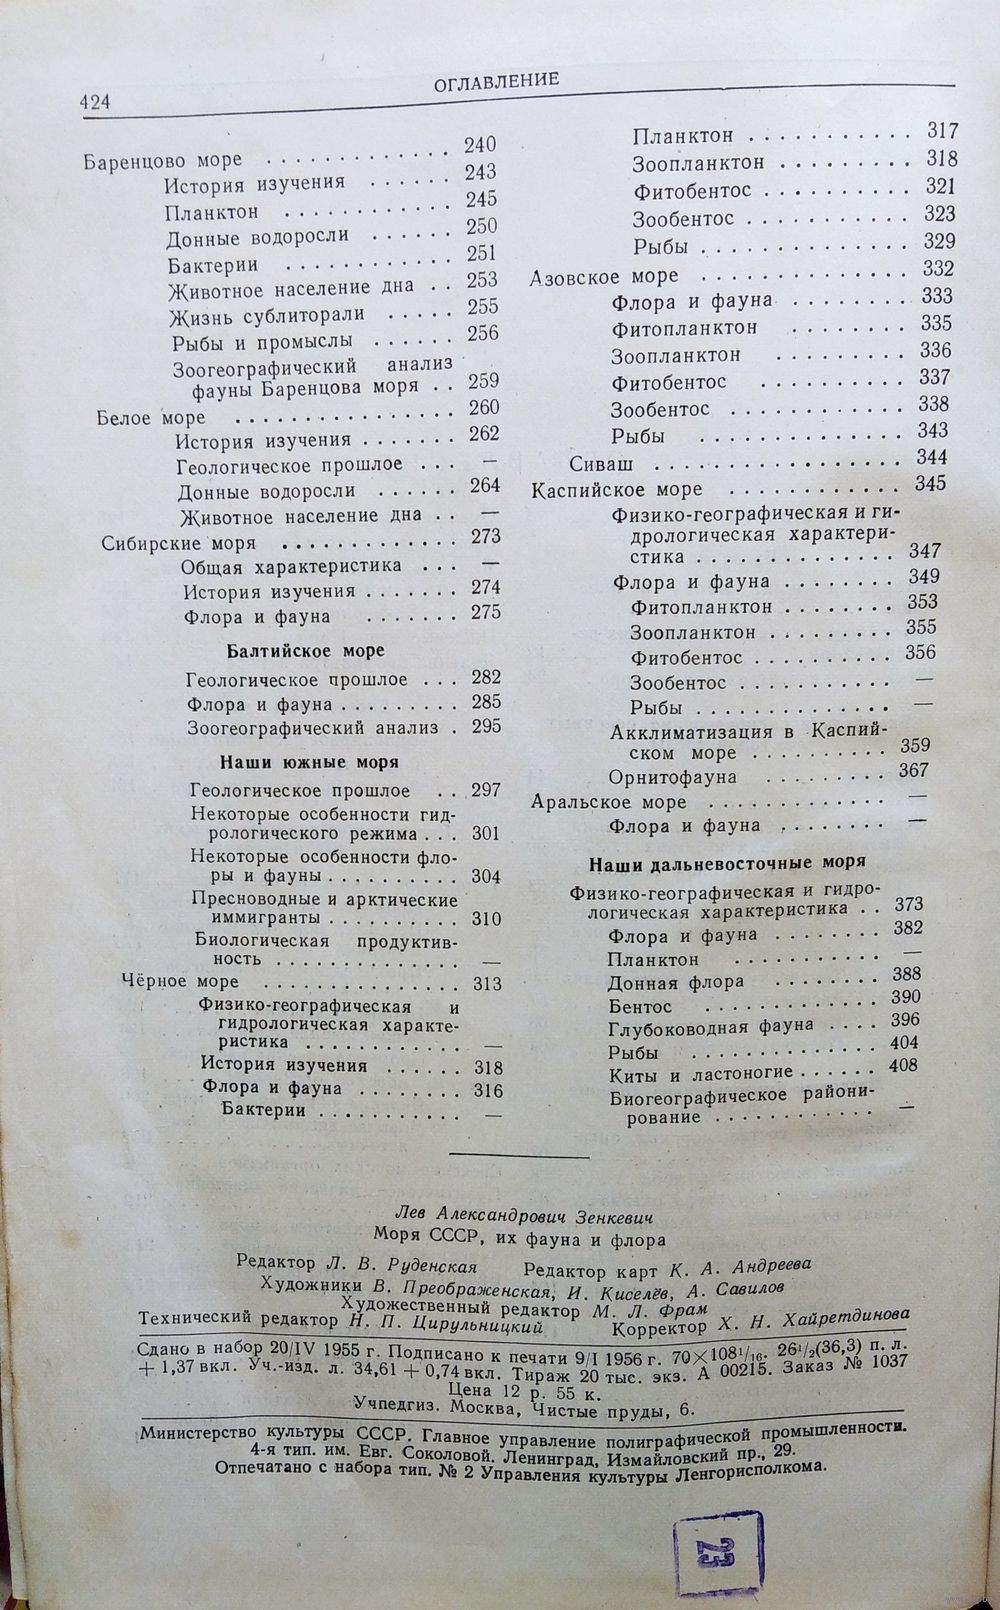 424
ОГЛАВЛЕНИЕ
Баренцово море . . . . . . . . . . . . . 240
История изучения . . . . . . 243
Планктон . . . . . . . . . . . . 245
Донные водоросли . . . . . . 250
Бактерии . . . . . . . . . . . . 251
Животное население дна . . 253
Жизнь сублиторали . . . . . 255
Рыбы и промыслы . . . . . . 256
Зоогеографический анализ
фауны Баренцова моря . . 259
Белое море . . . . . . . . . . . . . . . 260
История изучения . . . . . . . 262
Геологическое прошлое . . . —
Донные водоросли . . . . . . 264
Животное население дна . . —
Сибирские моря . . . . . . . . . . . . 273
Общая характеристика . . . —
История изучения . . . . . . . 274
Флора и фауна . . . . . . . 275
Балтийское море
Геологическое прошлое . . . 282
Флора и фауна . . . . . . . . . 285
Зоогеографический анализ . 295
Наши южные моря
Геологическое прошлое . . 297
Некоторые особенности гид-
рологического режима . . . 301
Некоторые особенности фло-
ры и фауны . . . . . . . . . . 304
Пресноводные и арктические
иммигранты . . . . . . . . . . 310
Биологическая продуктив-
ность . . . . . . . . . . . . . . —
Чёрное море . . . . . . . . . . . . . . . 313
Физико-географическая и
гидрологическая характе-
ристика . . . . . . . . . . . . —
История изучения . . . . . . 318
Флора и фауна . . . . . . . . 316
Бактерии . . . . . . . . . . . —
Планктон . . . . . . . . . . . 317
Зоопланктон . . . . . . . . . 318
Фитобентос . . . . . . . . . . 321
Зообентос . . . . . . . . . . . 323
Рыбы . . . . . . . . . . . . . . 329
Азовское море . . . . . . . . . . . . . . 332
Флора и фауна . . . . . . . . 333
Фитопланктон . . . . . . . . 335
Зоопланктон . . . . . . . . . 336
Фитобентос . . . . . . . . . . 337
Зообентос . . . . . . . . . . . . 338
Рыбы . . . . . . . . . . . . . . 343
Сиваш . . . . . . . . . . . . . . . . . 344
Каспийское море . . . . . . . . . . . . 345
Физико-географическая и ги-
дрологическая характери-
стика . . . . . . . . . . . . . . 347
Флора и фауна . . . . . . . . 349
Фитопланктон . . . . . . . . 353
Зоопланктон . . . . . . . . . 355
Фитобентос . . . . . . . . . . 356
Зообентос . . . . . . . . . . . —
Рыбы . . . . . . . . . . . . . . —
Акклиматизация в Каспий-
ском море . . . . . . . . . . 359
Орнитофауна . . . . . . . . . 367
Аральское море . . . . . . . . . . . . . —
Флора и фауна . . . . . . . . —
Наши дальневосточные моря
Физико-географическая и гидро-
логическая характеристика . . 373
Флора и фауна . . . . . . . . 382
Планктон . . . . . . . . . . . —
Донная флора . . . . . . . . 388
Бентос . . . . . . . . . . . . 390
Глубоководная фауна . . . . 396
Рыбы . . . . . . . . . . . . . . 404
Киты и ластоногие . . . . . . 408
Биогеографическое райони-
рование . . . . . . . . . . . . —
Лев Александрович Зенкевич
Моря СССР, их фауна и флора
Редактор Л. В. Руденская Редактор карт К. А. Андреева
Художники В. Преображенская, И. Киселёв, А. Савилов
Художественный редактор М. Л. Фрам
Технический редактор Н. П. Цирульницкий Корректор Х. Н. Хайретдинова
Сдано в набор 20/IV 1955 г. Подписано к печати 9/I 1956 г. 70×108 1/16. 26 1/2 (36,3) п. л.
+ 1,37 вкл. Уч.-изд. л. 34,61 + 0,74 вкл. Тираж 20 тыс. экз. А 00215. Заказ № 1037
Цена 12 р. 55 к.
Учпедгиз. Москва, Чистые пруды, 6.
Министерство культуры СССР. Главное управление полиграфической промышленности.
4-я тип. им. Евг. Соколовой. Ленинград, Измайловский пр., 29.
Отпечатано с набора тип. № 2 Управления культуры Ленгорисполкома.
23